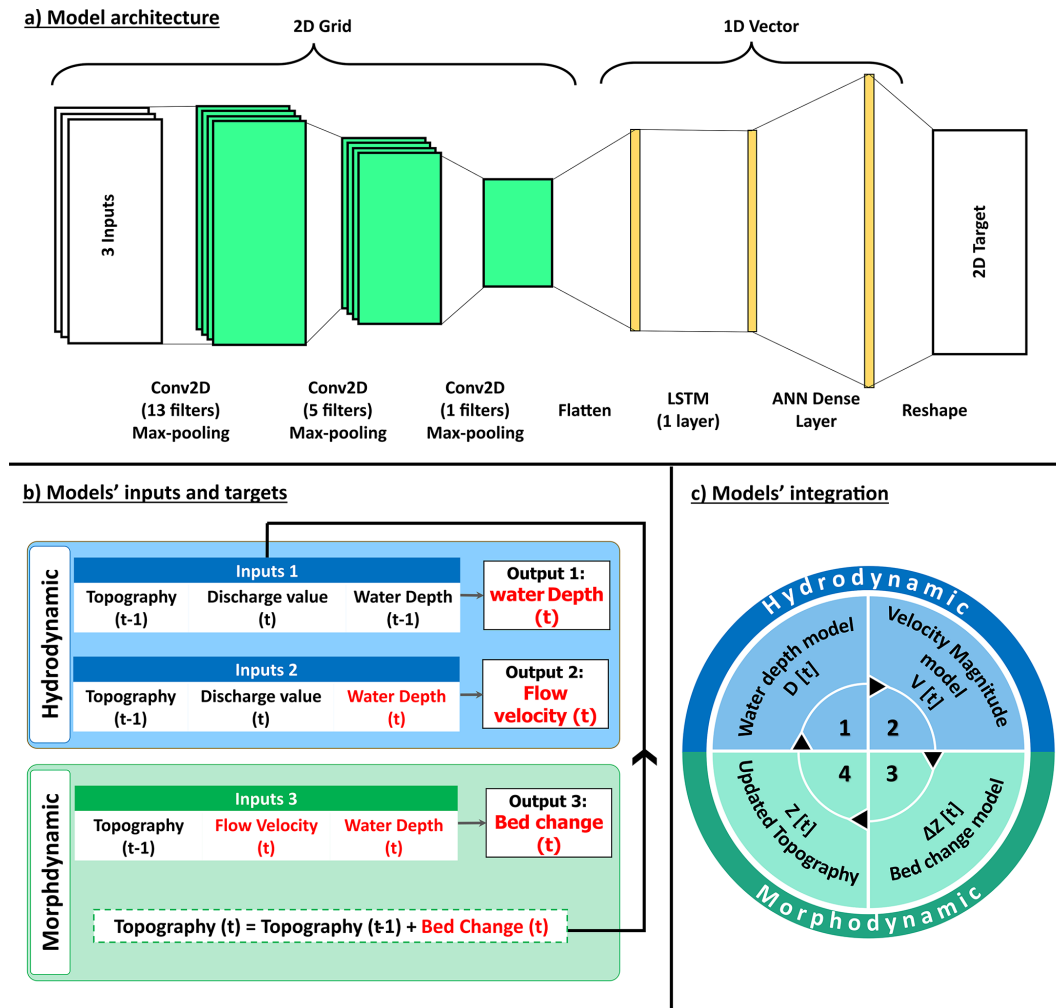 a) Model architecture
2D Grid
1D Vector
3 Inputs
2D Target
Conv2D
(13 filters)
Max-pooling
Conv2D
(5 filters)
Max-pooling
Conv2D
(1 filters)
Max-pooling
Flatten
LSTM
(1 layer)
ANN Dense
Layer
Reshape
b) Models' inputs and targets
Hydrodynamic
Inputs 1
Topography
(t-1)
Discharge value
(t)
Water Depth
(t-1)
Output 1:
water Depth
(t)
Inputs 2
Topography
(t-1)
Discharge value
(t)
Water Depth
(t)
Output 2:
Flow
velocity (t)
Morphdynamic
Inputs 3
Topography
(t-1)
Flow Velocity
(t)
Water Depth
(t)
Output 3:
Bed change
(t)
Topography (t) = Topography (t-1) + Bed Change (t)
c) Models' integration
Hydrodynamic
Water depth model
D [t]
1
Velocity Magnitude
model
V [t]
2
3
ΔZ [t]
Bed change model
4
Z [t]
Updated Topography
Morphodynamic